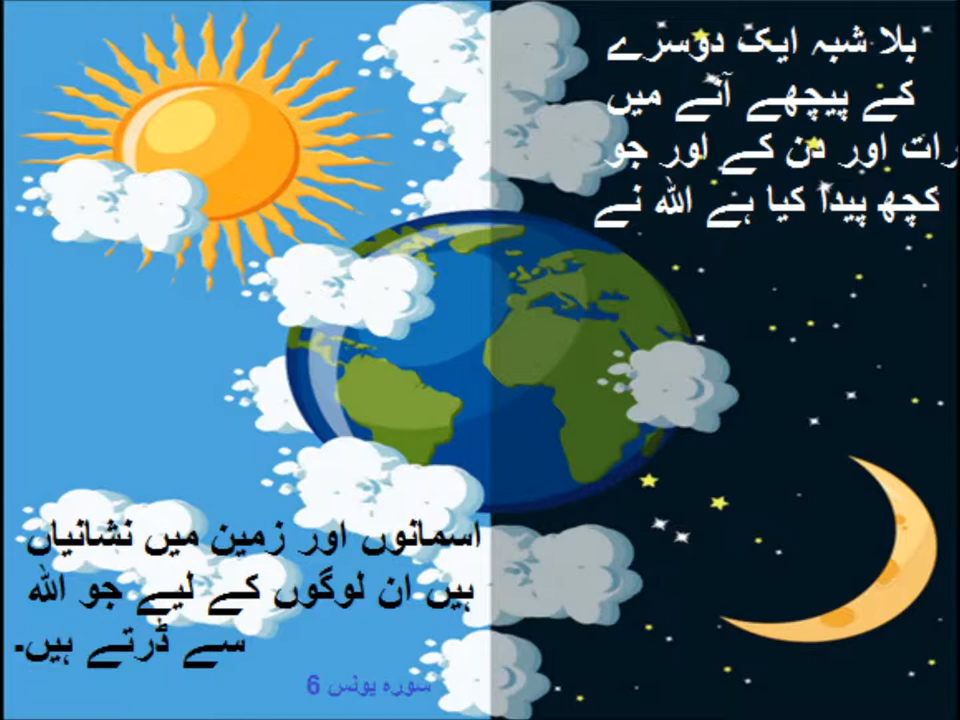 بلا شبہ ایک دوسرے
کے پیچھے آنے میں
رات اور دن کے اور جو
کچھ پیدا کیا ہے اللہ نے
اسمانوں اور زمین میں نشانیاں
ہیں ان لوگوں کے لیے جو اللہ
سے ڈرتے ہیں۔
سورہ یونس 6